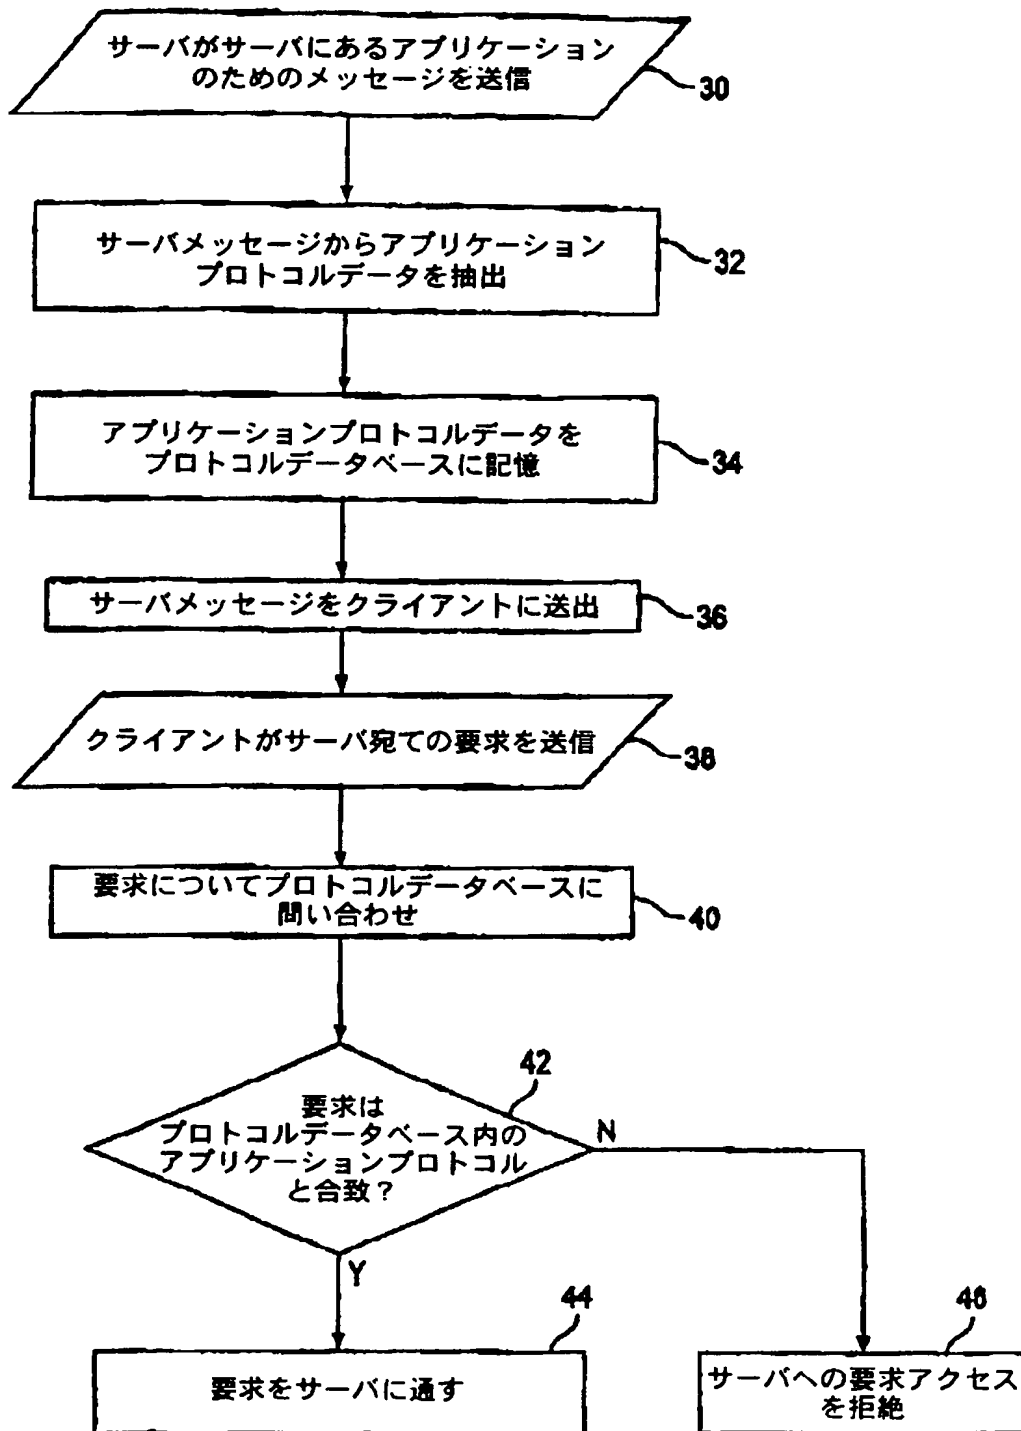 サーバがサーバにあるアプリケーション
のためのメッセージを送信
30
サーバメッセージからアプリケーション
プロトコルデータを抽出
32
アプリケーションプロトコルデータを
プロトコルデータベースに記憶
34
サーバメッセージをクライアントに送出
36
クライアントがサーバ宛ての要求を送信
38
要求についてプロトコルデータベースに
問い合わせ
40
42
要求は
プロトコルデータベース内の
アプリケーションプロトコル
と合致?
N
Y
44
要求をサーバに通す
46
サーバへの要求アクセス
を拒絶